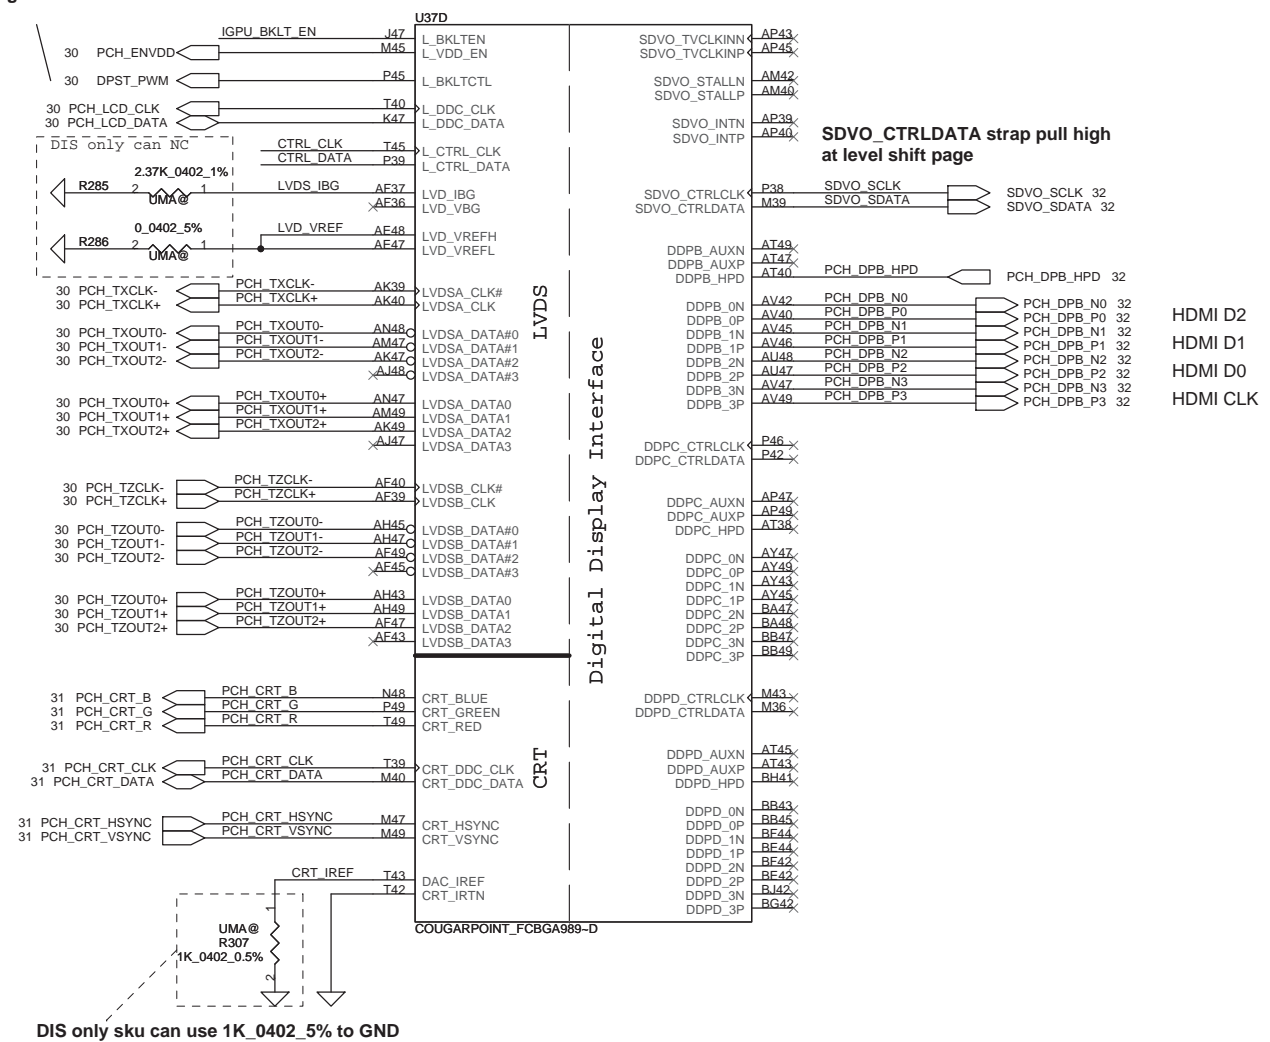 U37D
IGPU_BKLT_EN J47 L_BKLTEN
30 PCH_ENVDD M45 L_VDD_EN
30 DPST_PWM P45 L_BKLTCTL
30 PCH_LCD_CLK T40 L_DDC_CLK
30 PCH_LCD_DATA K47 L_DDC_DATA
DIS only can NC
CTRL_CLK T45 L_CTRL_CLK
CTRL_DATA P39 L_CTRL_DATA
2.37K_0402_1%
R285 2 1 LVDS_IBG AF37 LVD_IBG
UMA@ AF36 LVD_VBG
0_0402_5% LVD_VREF AE48 LVD_VREFH
R286 2 1 AE47 LVD_VREFL
UMA@
30 PCH_TXCLK- PCH_TXCLK- AK39 LVDSA_CLK#
30 PCH_TXCLK+ PCH_TXCLK+ AK40 LVDSA_CLK
30 PCH_TXOUT0- PCH_TXOUT0- AN48 LVDSA_DATA#0
30 PCH_TXOUT1- PCH_TXOUT1- AM47 LVDSA_DATA#1
30 PCH_TXOUT2- PCH_TXOUT2- AK47 LVDSA_DATA#2
AJ48 LVDSA_DATA#3
30 PCH_TXOUT0+ PCH_TXOUT0+ AN47 LVDSA_DATA0
30 PCH_TXOUT1+ PCH_TXOUT1+ AM49 LVDSA_DATA1
30 PCH_TXOUT2+ PCH_TXOUT2+ AK49 LVDSA_DATA2
AJ47 LVDSA_DATA3
30 PCH_TZCLK- PCH_TZCLK- AF40 LVDSB_CLK#
30 PCH_TZCLK+ PCH_TZCLK+ AF39 LVDSB_CLK
30 PCH_TZOUT0- PCH_TZOUT0- AH45 LVDSB_DATA#0
30 PCH_TZOUT1- PCH_TZOUT1- AH47 LVDSB_DATA#1
30 PCH_TZOUT2- PCH_TZOUT2- AF49 LVDSB_DATA#2
AF45 LVDSB_DATA#3
30 PCH_TZOUT0+ PCH_TZOUT0+ AH43 LVDSB_DATA0
30 PCH_TZOUT1+ PCH_TZOUT1+ AH49 LVDSB_DATA1
30 PCH_TZOUT2+ PCH_TZOUT2+ AF47 LVDSB_DATA2
AF43 LVDSB_DATA3
31 PCH_CRT_B PCH_CRT_B N48 CRT_BLUE
31 PCH_CRT_G PCH_CRT_G P49 CRT_GREEN
31 PCH_CRT_R PCH_CRT_R T49 CRT_RED
31 PCH_CRT_CLK PCH_CRT_CLK T39 CRT_DDC_CLK
31 PCH_CRT_DATA PCH_CRT_DATA M40 CRT_DDC_DATA
31 PCH_CRT_HSYNC PCH_CRT_HSYNC M47 CRT_HSYNC
31 PCH_CRT_VSYNC PCH_CRT_VSYNC M49 CRT_VSYNC
CRT_IREF T43 DAC_IREF
T42 CRT_IRTN
1
UMA@
R307
1K_0402_0.5%
2
DIS only sku can use 1K_0402_5% to GND
COUGARPOINT_FCBGA989~D
LVDS
CRT
Digital Display Interface
SDVO_TVCLKINN AP43
SDVO_TVCLKINP AP45
SDVO_STALLN AM42
SDVO_STALLP AM40
SDVO_INTN AP39
SDVO_INTP AP40
SDVO_CTRLDATA strap pull high
at level shift page
SDVO_CTRLCLK P38 SDVO_SCLK SDVO_SCLK 32
SDVO_CTRLDATA M39 SDVO_SDATA SDVO_SDATA 32
DDPB_AUXN AT49
DDPB_AUXP AT47
DDPB_HPD AT40 PCH_DPB_HPD PCH_DPB_HPD 32
DDPB_0N AV42 PCH_DPB_N0 PCH_DPB_N0 32
DDPB_0P AV40 PCH_DPB_P0 PCH_DPB_P0 32 HDMI D2
DDPB_1N AV45 PCH_DPB_N1 PCH_DPB_N1 32
DDPB_1P AV46 PCH_DPB_P1 PCH_DPB_P1 32 HDMI D1
DDPB_2N AU48 PCH_DPB_N2 PCH_DPB_N2 32
DDPB_2P AU47 PCH_DPB_P2 PCH_DPB_P2 32 HDMI D0
DDPB_3N AV47 PCH_DPB_N3 PCH_DPB_N3 32
DDPB_3P AV49 PCH_DPB_P3 PCH_DPB_P3 32 HDMI CLK
DDPC_CTRLCLK P46
DDPC_CTRLDATA P42
DDPC_AUXN AP47
DDPC_AUXP AP49
DDPC_HPD AT38
DDPC_0N AY47
DDPC_0P AY49
DDPC_1N AY43
DDPC_1P AY45
DDPC_2N BA47
DDPC_2P BA48
DDPC_3N BB47
DDPC_3P BB49
DDPD_CTRLCLK M43
DDPD_CTRLDATA M36
DDPD_AUXN AT45
DDPD_AUXP AT43
DDPD_HPD BH41
DDPD_0N BB43
DDPD_0P BB45
DDPD_1N BF44
DDPD_1P BE44
DDPD_2N BF42
DDPD_2P BE42
DDPD_3N BJ42
DDPD_3P BG42